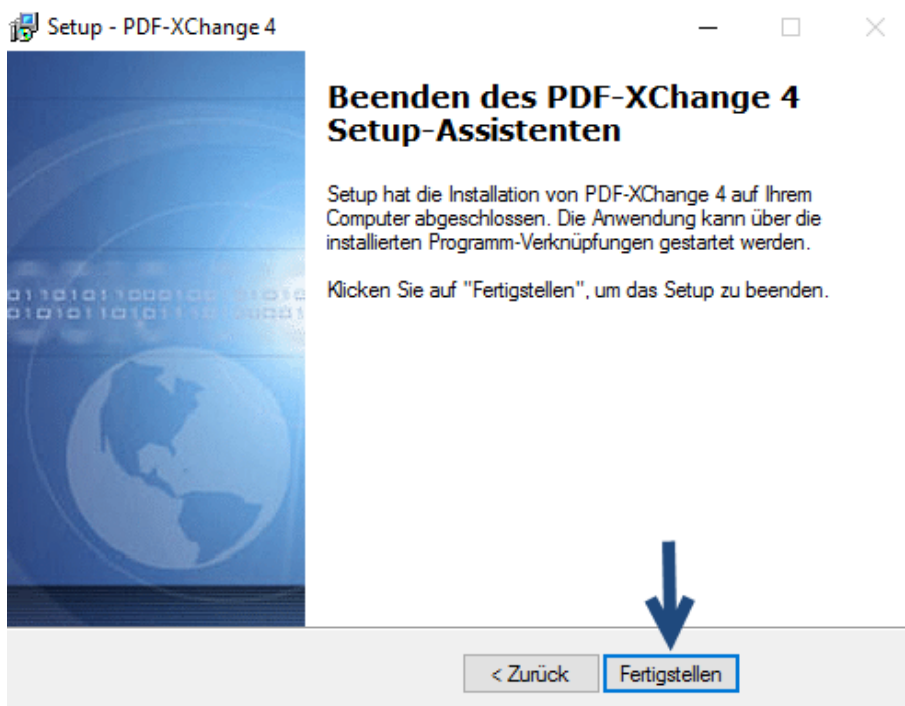 Setup - PDF-XChange 4
Beenden des PDF-XChange 4
Setup-Assistenten
Setup hat die Installation von PDF-XChange 4 auf Ihrem
Computer abgeschlossen. Die Anwendung kann über die
installierten Programm-Verknüpfungen gestartet werden.
Klicken Sie auf "Fertigstellen", um das Setup zu beenden.
< Zurück
Fertigstellen